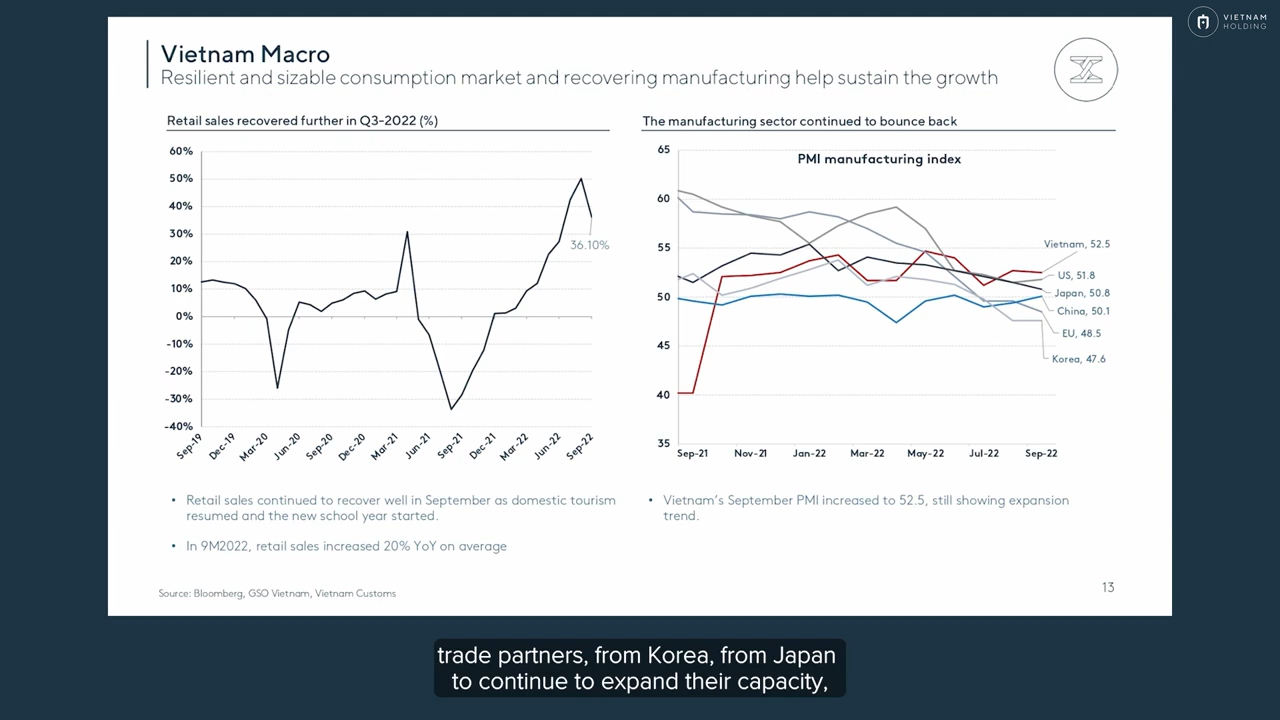 VIETNAM
HOLDING
Vietnam Macro
Resilient and sizable consumption market and recovering manufacturing help sustain the growth
Retail sales recovered further in Q3-2022 (%)
60%
50%
40%
30%
20%
10%
0%
-10%
-20%
-30%
-40%
36.10%
Sep-19
Dec-19
Mar-20
Jun-20
Sep-20
Dec-20
Mar-21
Jun-21
Sep-21
Dec-21
Mar-22
Jun-22
Sep-22
The manufacturing sector continued to bounce back
PMI manufacturing index
65
60
55
50
45
40
35
Vietnam, 52.5
US, 51.8
Japan, 50.8
China, 50.1
EU, 48.5
Korea, 47.6
Sep-21
Nov-21
Jan-22
Mar-22
May-22
Jul-22
Sep-22
• Retail sales continued to recover well in September as domestic tourism
resumed and the new school year started.
• In 9M2022, retail sales increased 20% YoY on average
• Vietnam's September PMI increased to 52.5, still showing expansion
trend.
Source: Bloomberg, GSO Vietnam, Vietnam Customs
13
trade partners, from Korea, from Japan
to continue to expand their capacity,